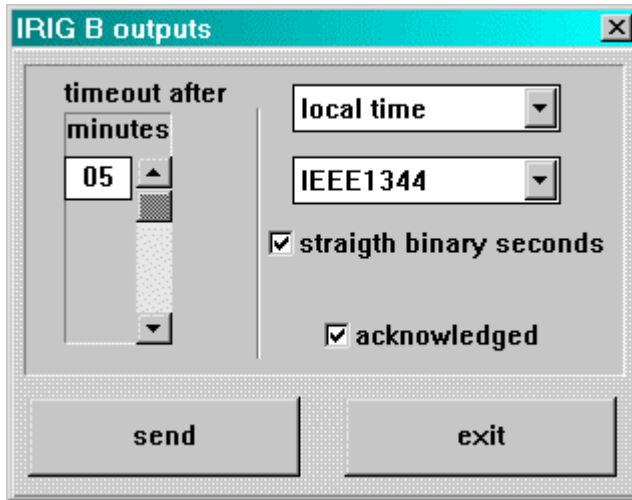 IRIG B outputs
timeout after
minutes
05
local time
IEEE1344
straigth binary seconds
acknowledged
send
exit